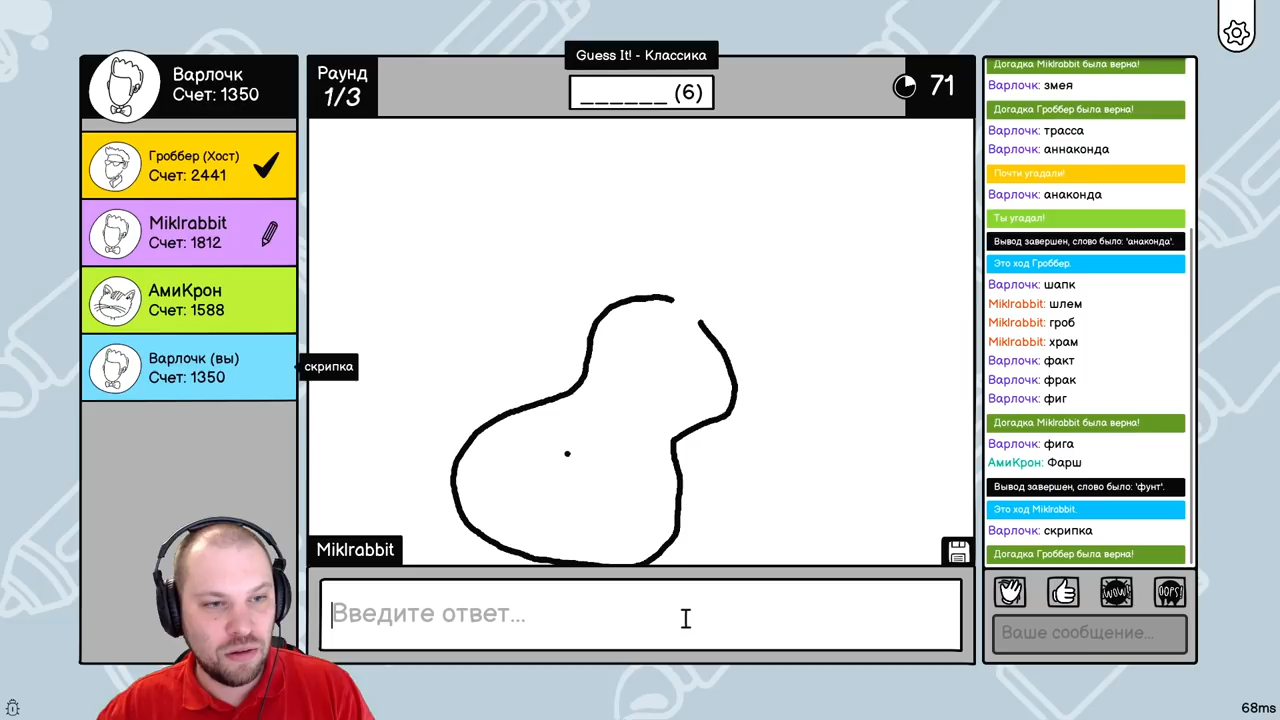 Guess It! - Классика
Варлочк
Счет: 1350
Раунд
1/3
______ (6)
71
Гроббер (Хост)
Счет: 2441
Miklrabbit
Счет: 1812
АмиКрон
Счет: 1588
Варлочк (вы)
Счет: 1350
скрипка
Miklrabbit
Введите ответ...
Догадка Miklrabbit была верна!
Варлочк: змея
Догадка Гроббер была верна!
Варлочк: трасса
Варлочк: аннаконда
Почти угадали!
Варлочк: анаконда
Ты угадал!
Вывод завершен, слово было: 'анаконда'.
Это ход Гроббер.
Варлочк: шапк
Miklrabbit: шлем
Miklrabbit: гроб
Miklrabbit: храм
Варлочк: факт
Варлочк: фрак
Варлочк: фиг
Догадка Miklrabbit была верна!
Варлочк: фига
АмиКрон: Фарш
Вывод завершен, слово было: 'фунт'.
Это ход Miklrabbit.
Варлочк: скрипка
Догадка Гроббер была верна!
WOW!
OOPS!
Ваше сообщение...
68ms